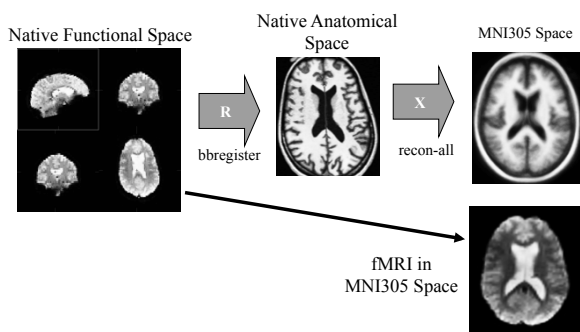 Native Functional Space
Native Anatomical
Space
MNI305 Space
R
X
bbregister
recon-all
fMRI in
MNI305 Space